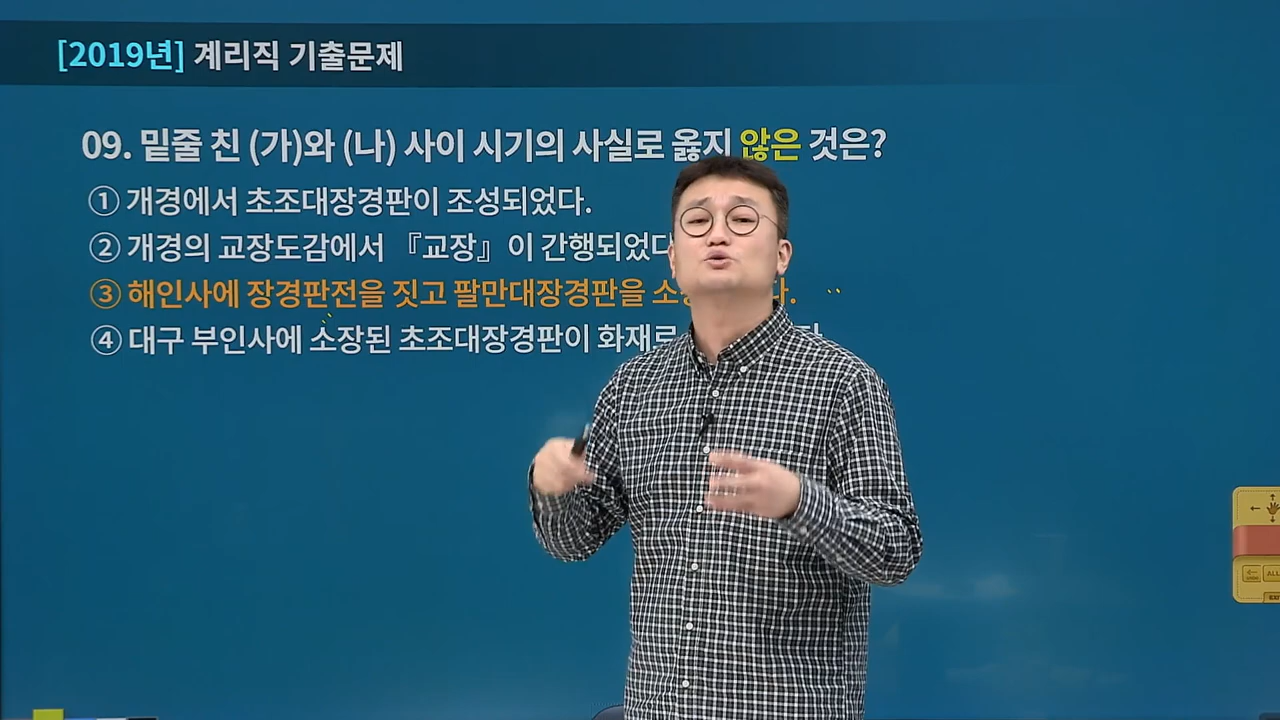 [2019년] 계리직 기출문제
09. 밑줄 친 (가)와 (나) 사이 시기의 사실로 옳지 않은 것은?
① 개경에서 초조대장경판이 조성되었다.
② 개경의 교장도감에서 『교장』이 간행되었다
③ 해인사에 장경판전을 짓고 팔만대장경판을
④ 대구 부인사에 소장된 초조대장경판이 화재로
ALL